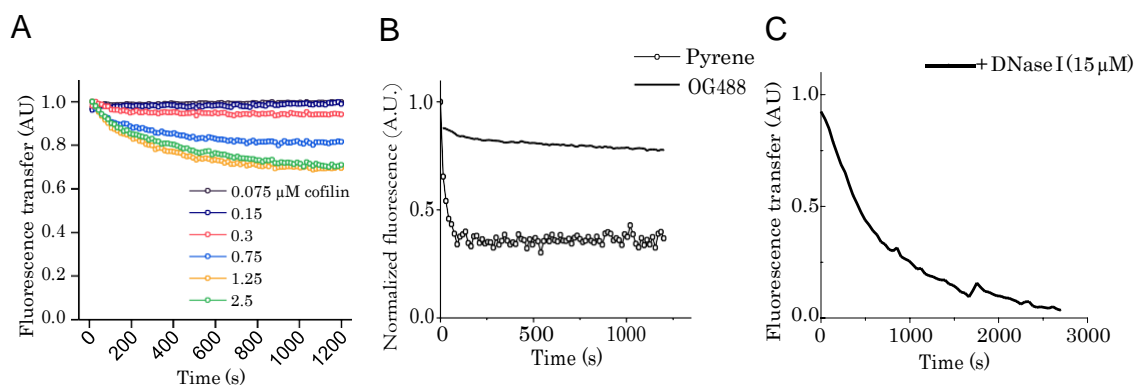 A
Fluorescence transfer (AU)
1.0
0.8
0.6
0.4
0.2
0.0
0.075 µM cofilin
0.15
0.3
0.75
1.25
2.5
0
200
400
600
800
1000
1200
Time (s)
B
Pyrene
OG488
Normalized fluorescence (A.U.)
1.0
0.5
0.0
0
500
1000
Time (s)
C
+DNase I (15 µM)
Fluorescence transfer (AU)
1.0
0.5
0.0
0
1000
2000
3000
Time (s)